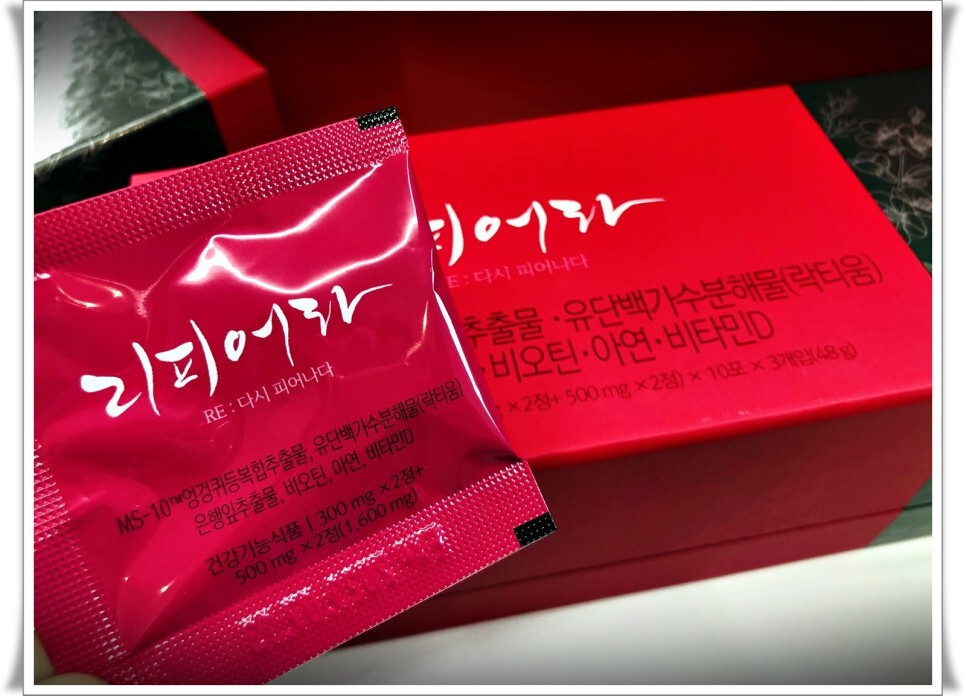 리피어라
RE : 다시 피어나다
MS-10™엉겅퀴등복합추출물, 유단백가수분해물(락티움)
은행잎추출물, 비오틴, 아연, 비타민D
건강기능식품 | 300 mg ×2정+
500 mg ×2정(1,600 mg)
피어라
RE : 다시 피어나다
추출물 · 유단백가수분해물(락티움)
· 비오틴 · 아연 · 비타민D
×2정+ 500 mg ×2정) × 10포 × 3개입(48g)